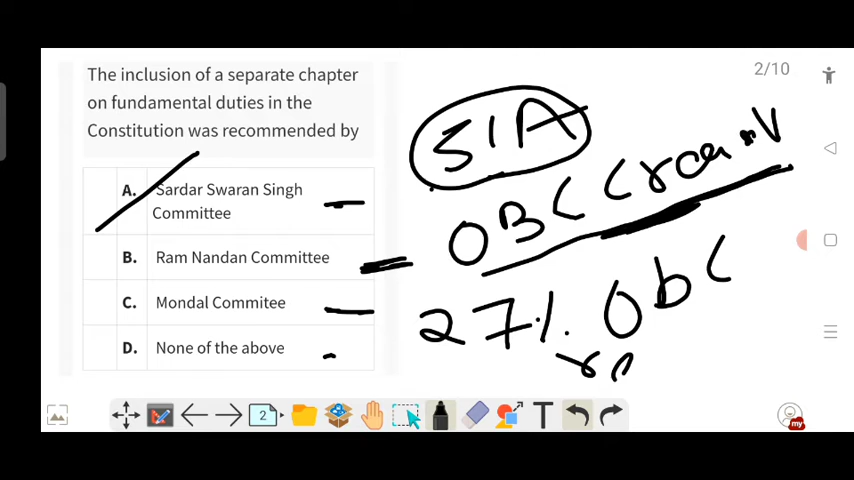 2/10
The inclusion of a separate chapter
on fundamental duties in the
Constitution was recommended by
A. Sardar Swaran Singh
Committee
B. Ram Nandan Committee
C. Mondal Commitee
D. None of the above
51A
OBC
27% ObC
2
T
my